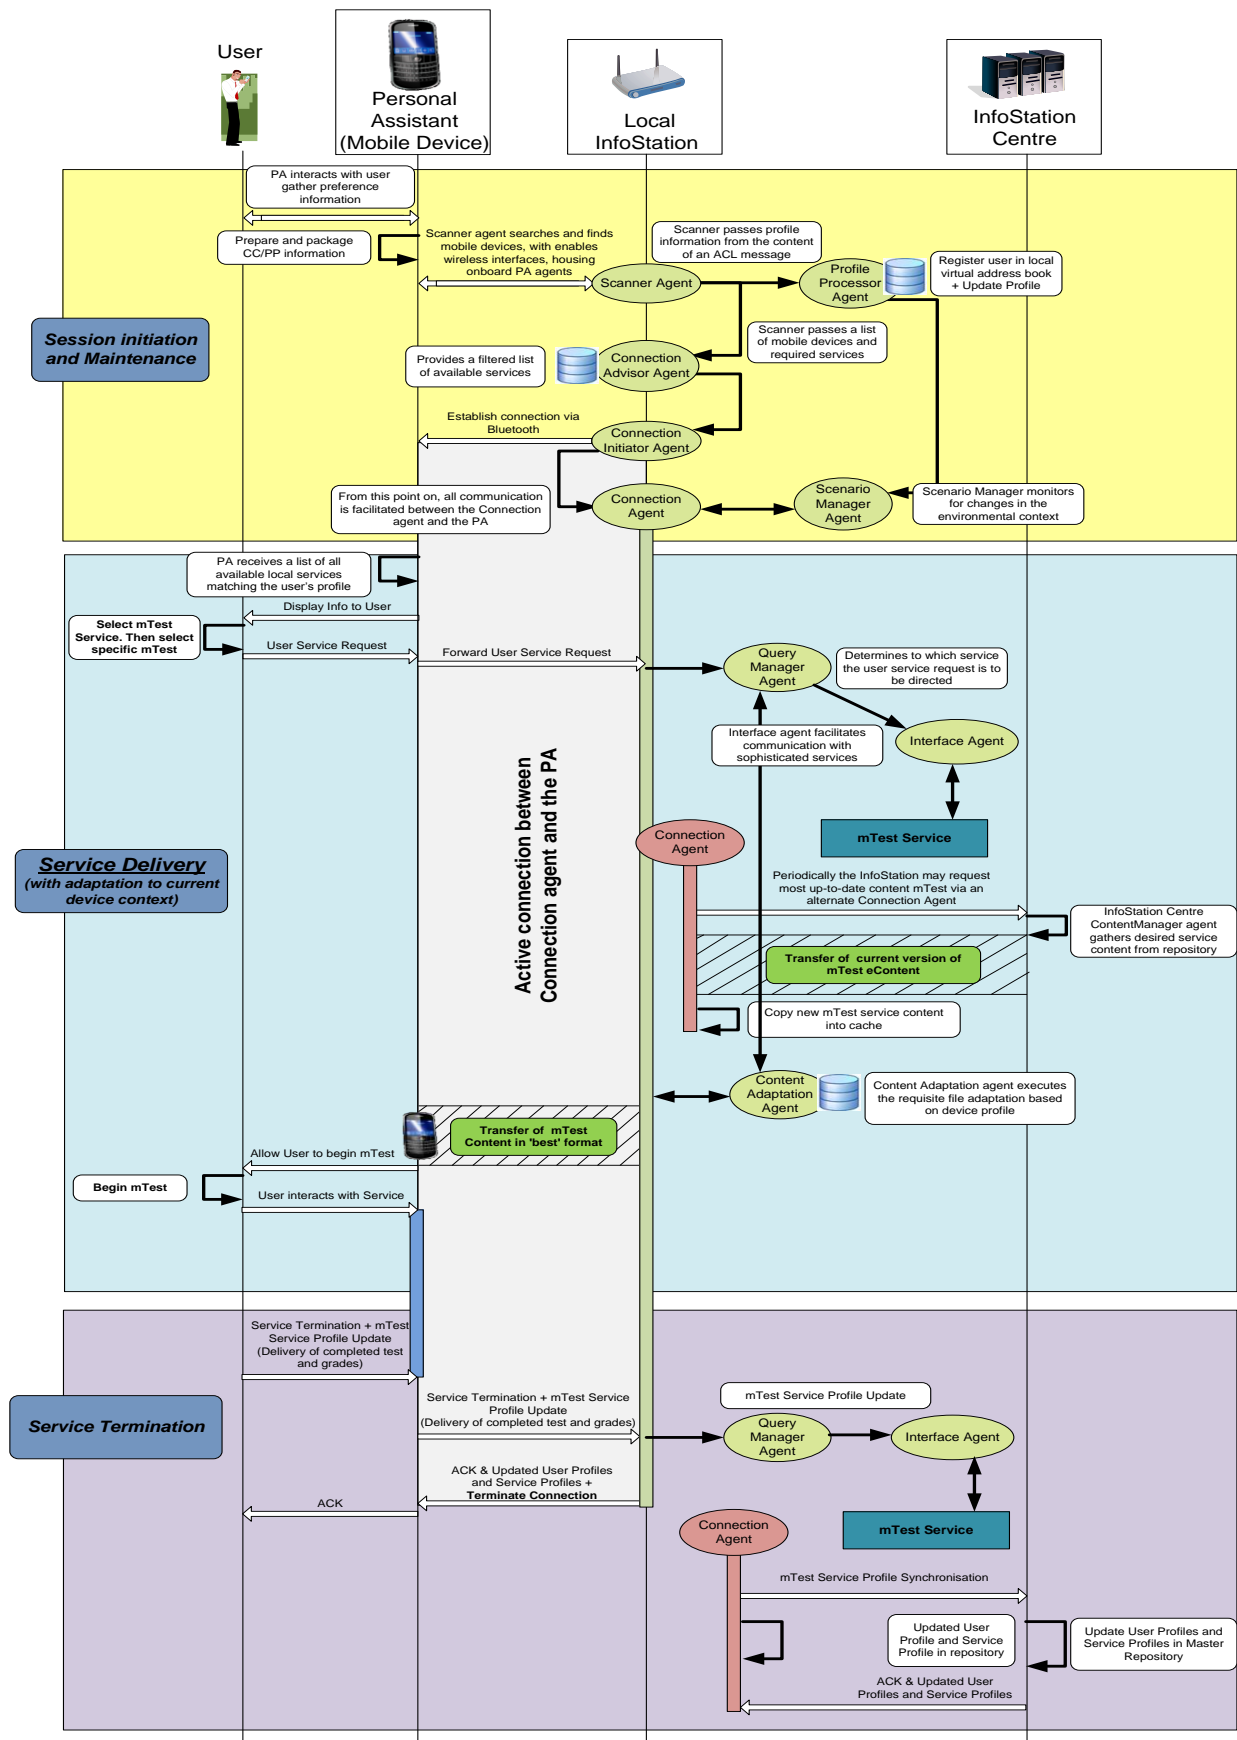 User
Personal
Assistant
(Mobile Device)
Local
InfoStation
InfoStation
Centre
PA interacts with user
gather preference
information
Prepare and package
CC/PP information
Scanner agent searches and finds
mobile devices, with enables
wireless interfaces, housing
onboard PA agents
Scanner passes profile
information from the content
of an ACL message
Scanner Agent
Profile
Processor
Agent
Register user in local
virtual address book
+ Update Profile
Session initiation
and Maintenance
Scanner passes a list
of mobile devices and
required services
Provides a filtered list
of available services
Connection
Advisor Agent
Establish connection via
Bluetooth
Connection
Initiator Agent
From this point on, all communication
is facilitated between the Connection
agent and the PA
Connection
Agent
Scenario
Manager
Agent
Scenario Manager monitors
for changes in the
environmental context
PA receives a list of all
available local services
matching the user's profile
Display Info to User
Select mTest
Service. Then select
specific mTest
User Service Request
Forward User Service Request
Query
Manager
Agent
Determines to which service
the user service request is to
be directed
Interface agent facilitates
communication with
sophisticated services
Interface Agent
Active connection between
Connection agent and the PA
Connection
Agent
mTest Service
Service Delivery
(with adaptation to current
device context)
Periodically the InfoStation may request
most up-to-date content mTest via an
alternate Connection Agent
InfoStation Centre
ContentManager agent
gathers desired service
content from repository
Transfer of current version of
mTest eContent
Copy new mTest service content
into cache
Content
Adaptation
Agent
Content Adaptation agent executes
the requisite file adaptation based
on device profile
Transfer of mTest
Content in 'best' format
Allow User to begin mTest
Begin mTest
User interacts with Service
Service Termination + mTest
Service Profile Update
(Delivery of completed test
and grades)
Service Termination
Service Termination + mTest Service
Profile Update
(Delivery of completed test and grades)
mTest Service Profile Update
Query
Manager
Agent
Interface Agent
ACK & Updated User Profiles
and Service Profiles +
Terminate Connection
ACK
Connection
Agent
mTest Service
mTest Service Profile Synchronisation
Updated User
Profile and Service
Profile in repository
Update User Profiles and
Service Profiles in Master
Repository
ACK & Updated User
Profiles and Service Profiles